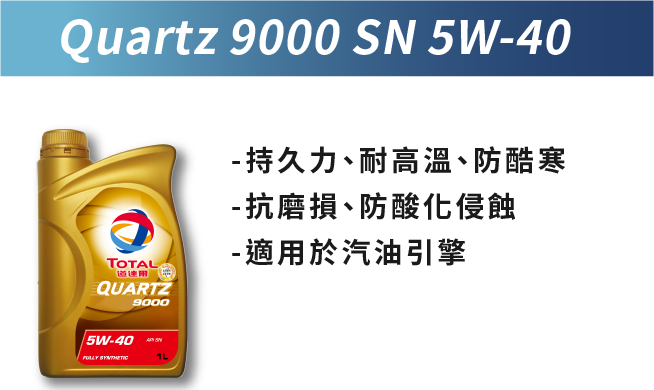 Quartz 9000 SN 5W-40
-持久力、耐高溫、防酷寒
-抗磨損、防酸化侵蝕
-適用於汽油引擎
TOTAL
道達爾
QUARTZ
9000
5W-40 API SN
FULLY SYNTHETIC 1L